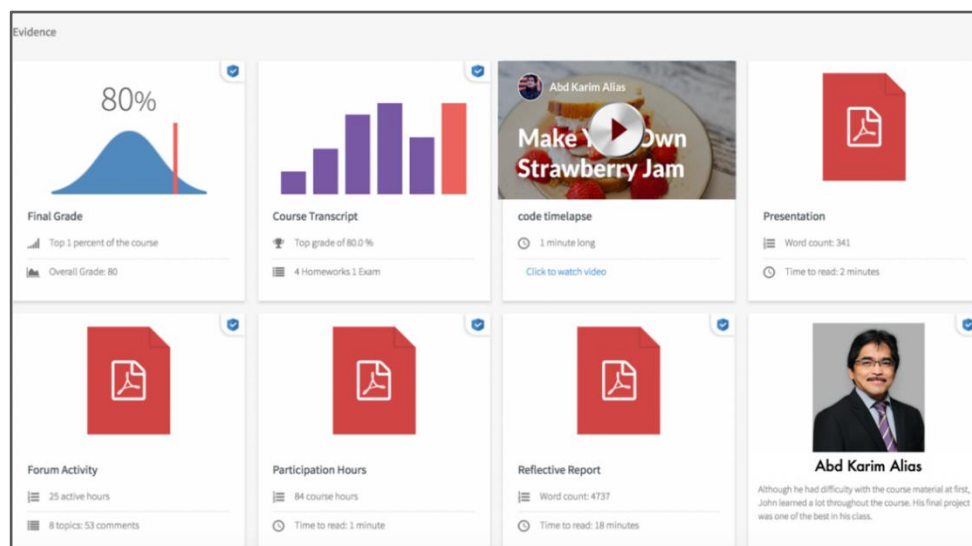 Evidence
80%
Final Grade
Top 1 percent of the course
Overall Grade: 80
Course Transcript
Top grade of 80.0 %
4 Homeworks 1 Exam
Abd Karim Alias
Make Own
Strawberry Jam
code timelapse
1 minute long
Click to watch video
Presentation
Word count: 341
Time to read: 2 minutes
Forum Activity
25 active hours
8 topics: 53 comments
Participation Hours
84 course hours
Time to read: 1 minute
Reflective Report
Word count: 4737
Time to read: 18 minutes
Abd Karim Alias
Although he had difficulty with the course material at first,
John learned a lot throughout the course. His final project
was one of the best in his class.